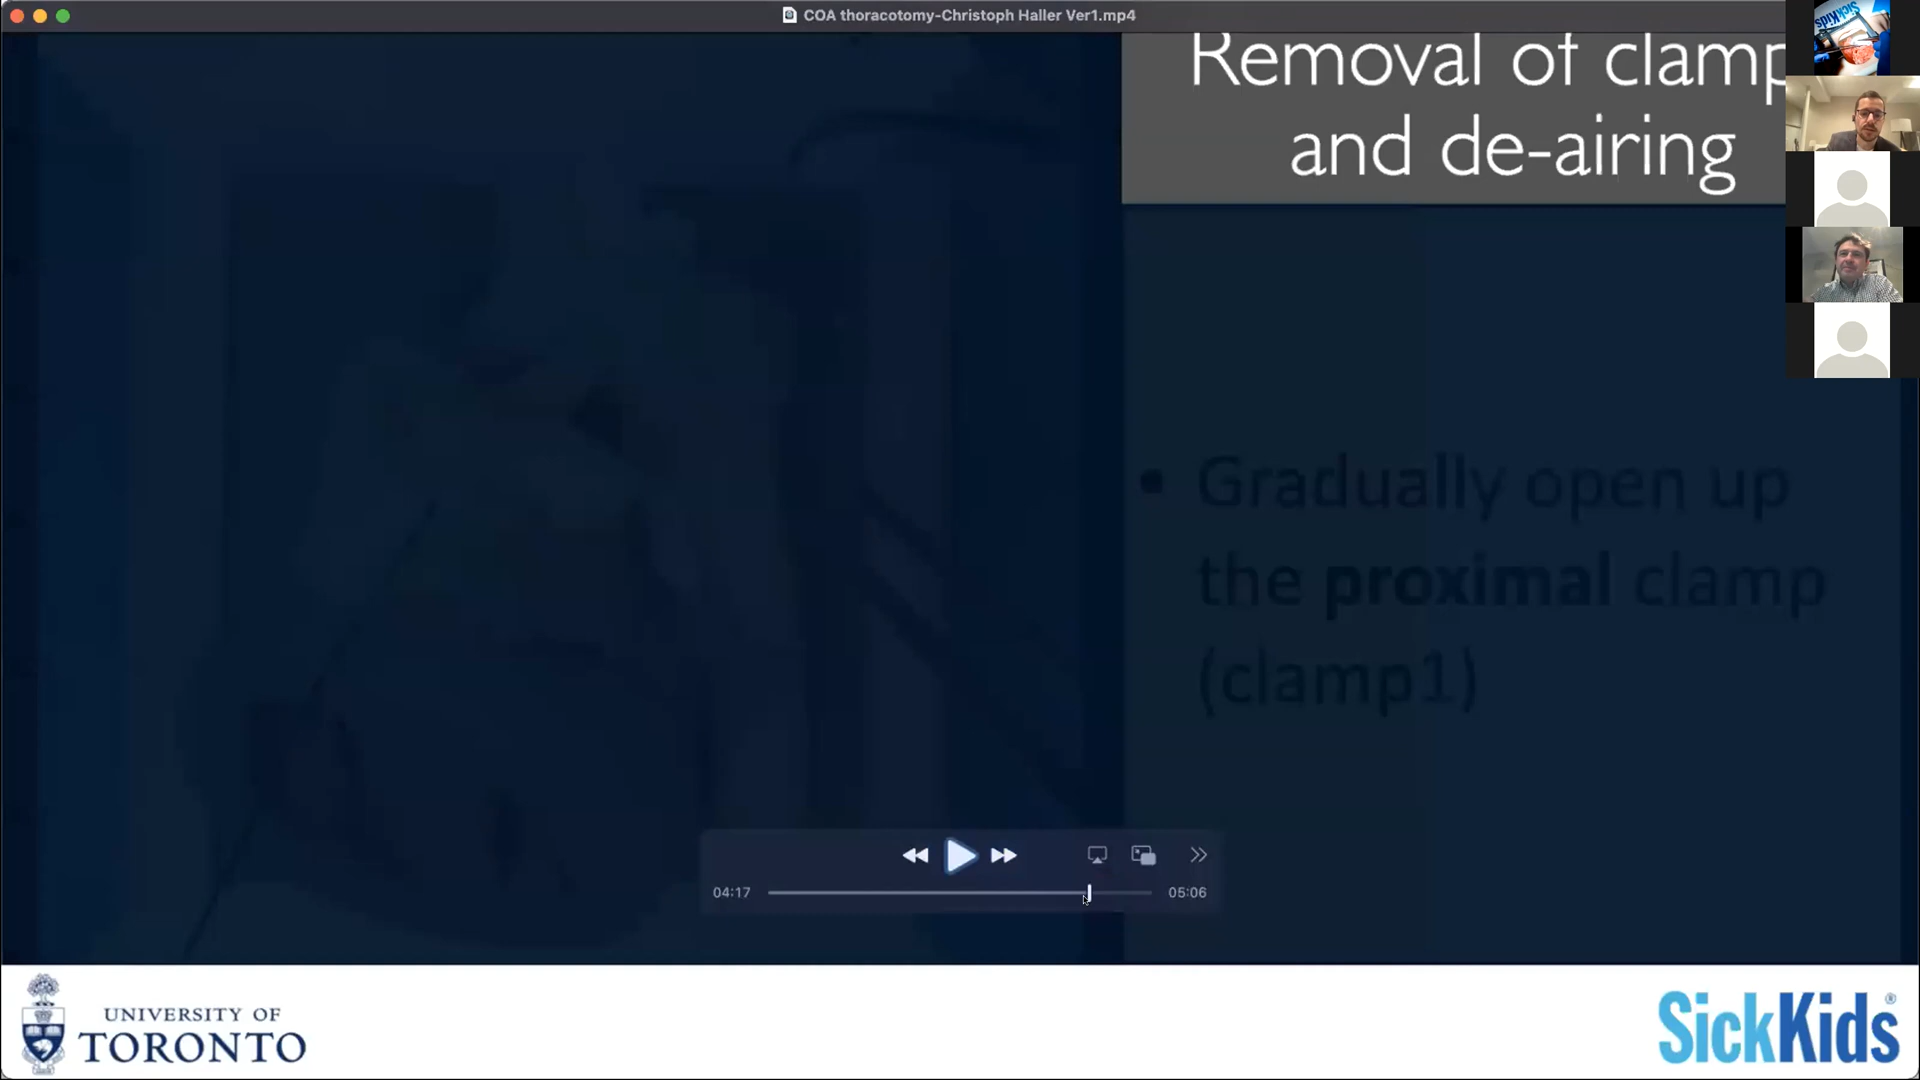 COA thoracotomy-Christoph Haller Ver1.mp4
Removal of clamp
and de-airing
• Gradually open up
the proximal clamp
(clamp1)
04:17
05:06
UNIVERSITY OF
TORONTO
SickKids®
SickKids